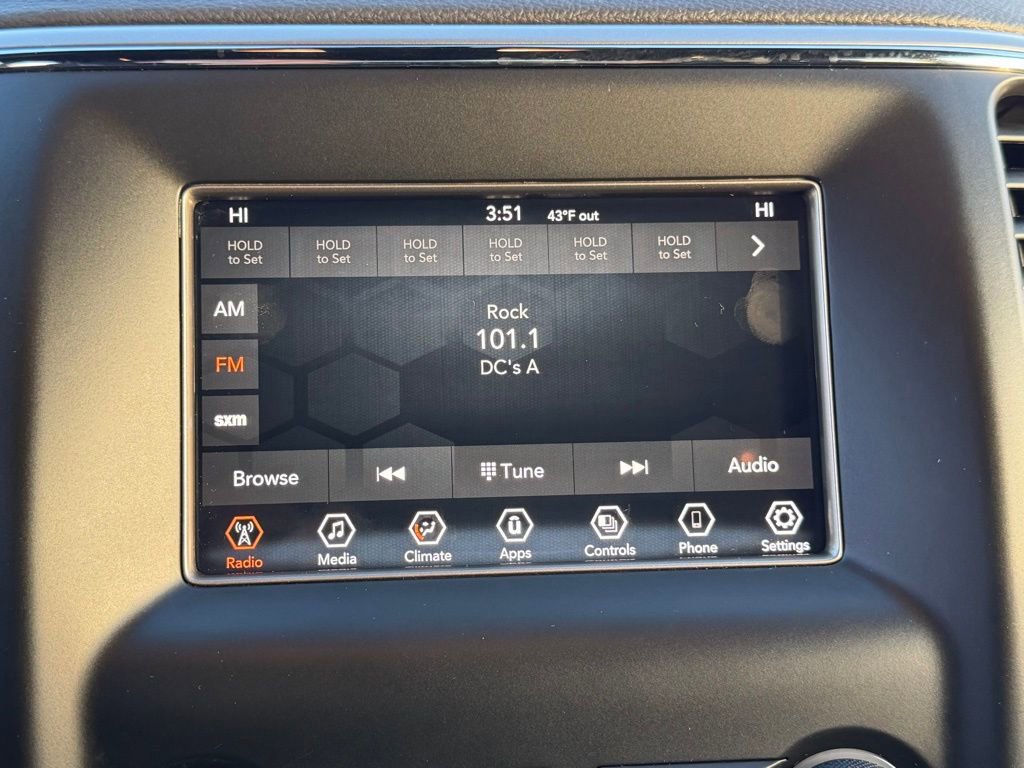 HI 3:51 43°F out HI
HOLD HOLD HOLD HOLD HOLD HOLD
to Set to Set to Set to Set to Set to Set
AM
Rock
101.1
FM
DC's A
sxm
Browse Tune Audio
Radio Media Climate Apps Controls Phone Settings